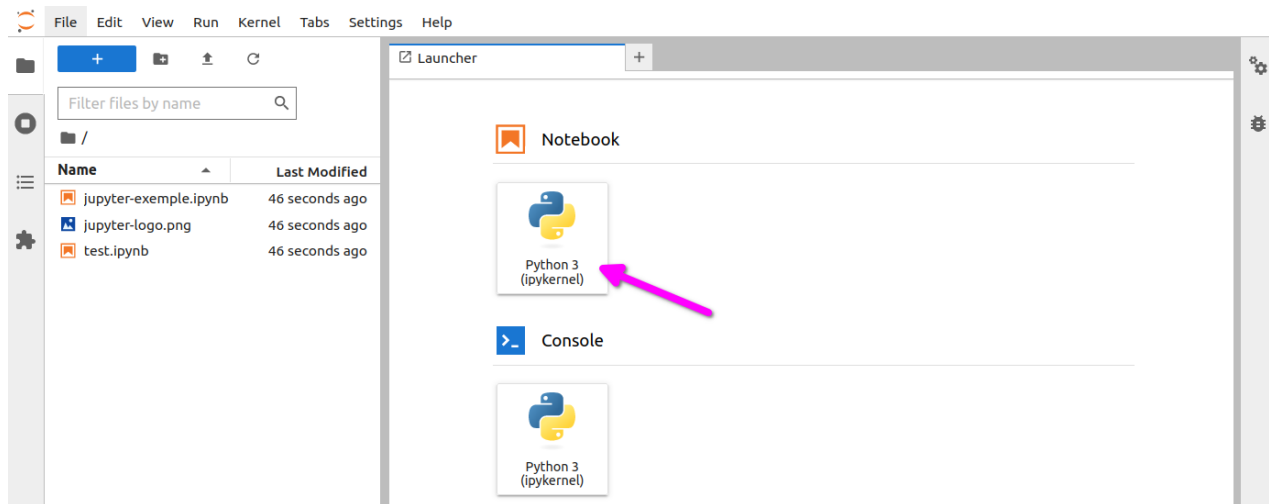 File Edit View Run Kernel Tabs Settings Help
+
Launcher
+
Filter files by name
/
Name Last Modified
jupyter-exemple.ipynb 46 seconds ago
jupyter-logo.png 46 seconds ago
test.ipynb 46 seconds ago
Notebook
Python 3
(ipykernel)
Console
Python 3
(ipykernel)